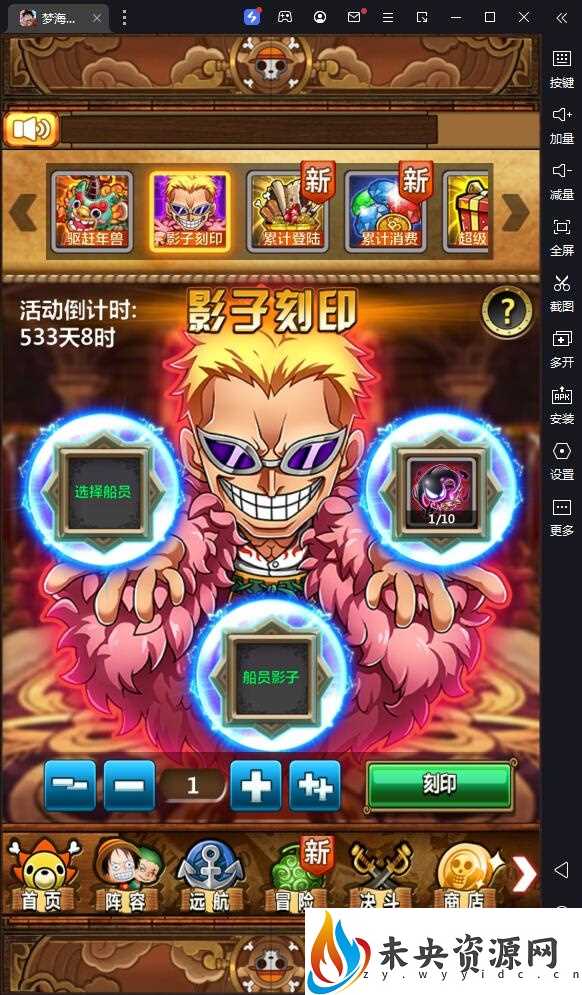 梦海...
按键
加量
减量
全屏
截图
多开
安装
设置
更多
APK
驱赶年兽
影子刻印
新
累计登陆
新
累计消费
超级
活动倒计时:
533天8时
影子刻印
?
选择船员
1/10
船员影子
1
刻印
首页
阵容
远航
新
冒险
决斗
商店
未央资源网
zy.wyyidc.cn